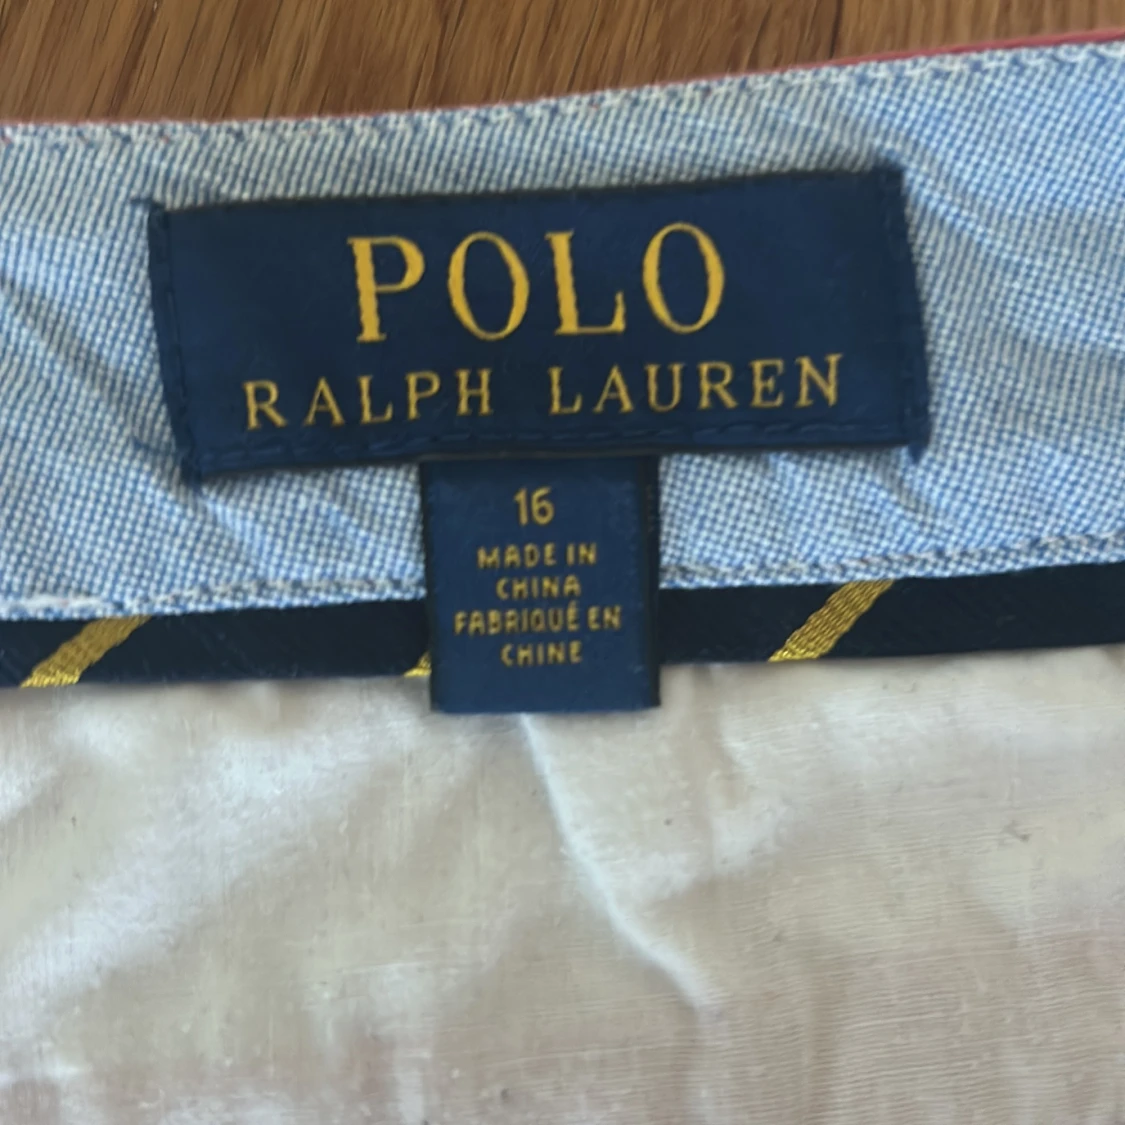 POLO
RALPH LAUREN
16
MADE IN
CHINA
FABRIQUÉ EN
CHINE